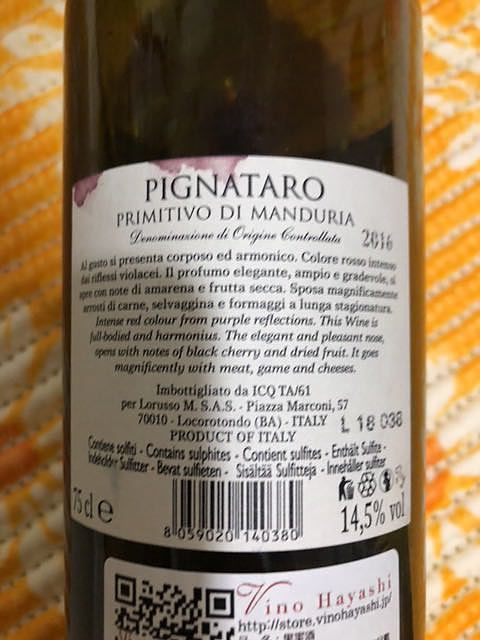 PIGNATARO
PRIMITIVO DI MANDURIA
Denominazione di Origine Controllata 2016
Al gusto si presenta corposo ed armonico. Colore rosso intenso
dai riflessi violacei. Il profumo elegante, ampio e gradevole, si
apre con note di amarena e frutta secca. Sposa magnificamente
arrosti di carne, selvaggina e formaggi a lunga stagionatura.
Intense red colour from purple reflections. This Wine is
full-bodied and harmonius. The elegant and pleasant nose,
opens with notes of black cherry and dried fruit. It goes
magnificently with meat, game and cheeses.
Imbottigliato da ICQ TA/61
per Lorusso M. S.A.S. - Piazza Marconi, 57
70010 - Locorotondo (BA) - ITALY
L 18 038
PRODUCT OF ITALY
Contiene solfiti - Contains sulphites - Contient sulfites - Enthält Sulfite -
Indeholdrr Sulfitter - Bevat sulfieten - Sisältää Sulfitteja - Innehåller sulfiter
75 cl e
8 059020 140380
14,5% vol
Vino Hayashi
http://store.vinohayashi.jp/